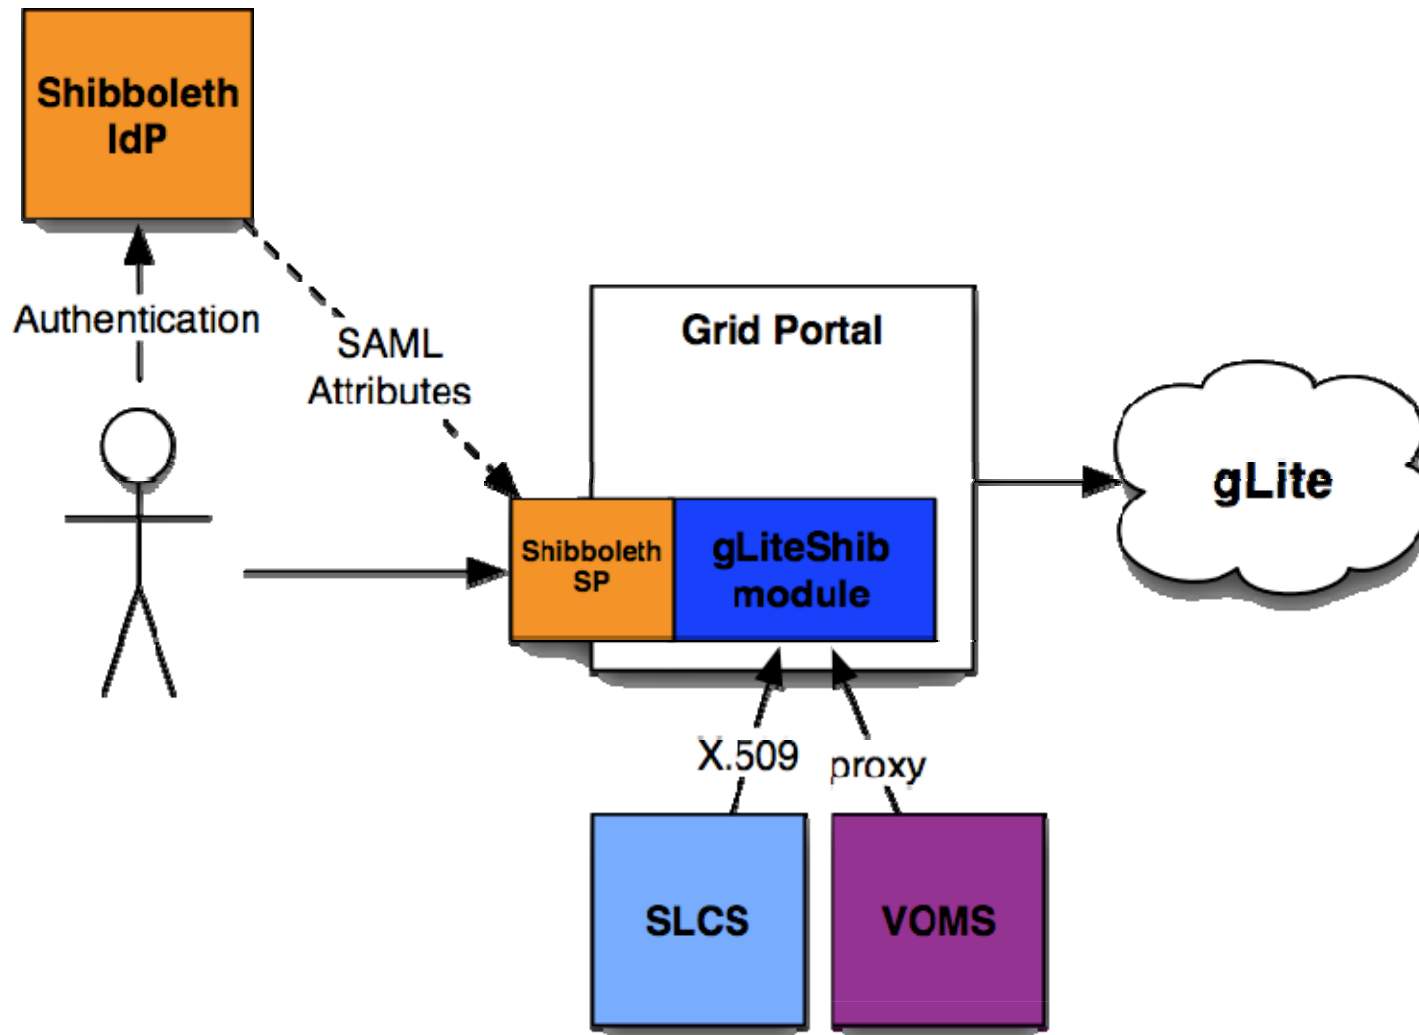 Shibboleth
IdP
Authentication
SAML
Attributes
Grid Portal
Shibboleth
SP
gLiteShib
module
gLite
X.509
proxy
SLCS
VOMS